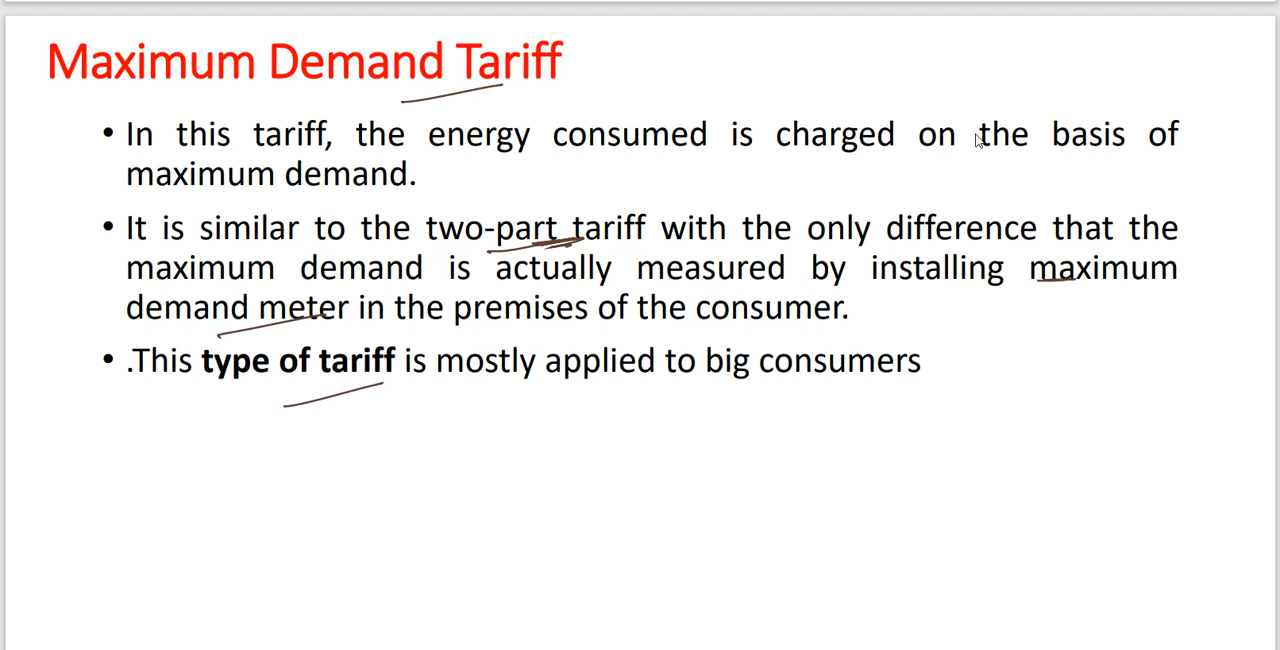 Maximum Demand Tariff
• In this tariff, the energy consumed is charged on the basis of
maximum demand.
• It is similar to the two-part tariff with the only difference that the
maximum demand is actually measured by installing maximum
demand meter in the premises of the consumer.
• .This type of tariff is mostly applied to big consumers